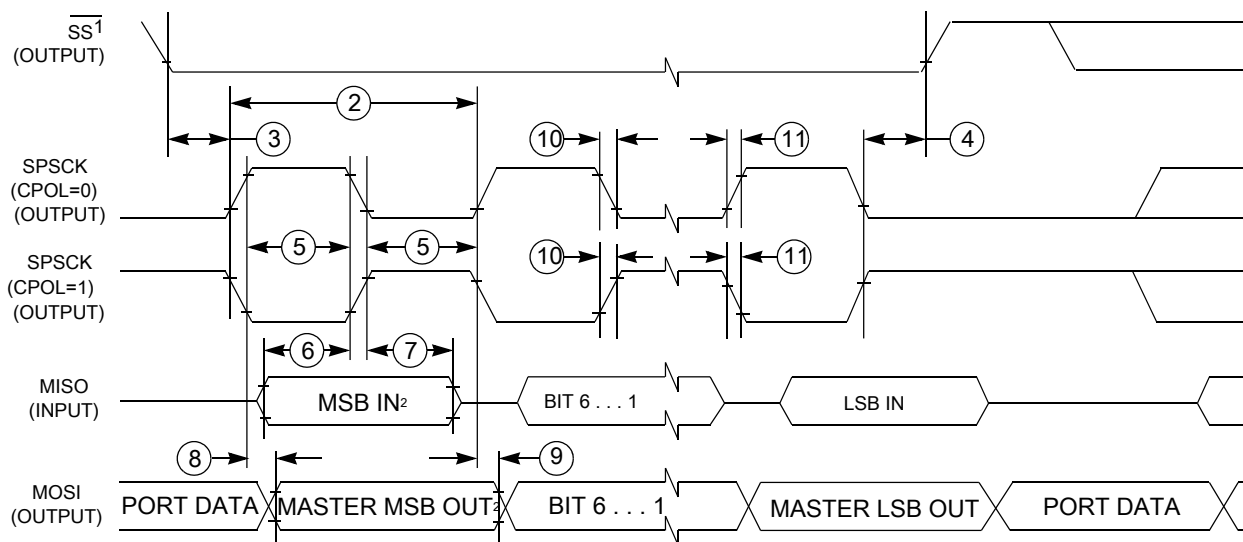 SS1
(OUTPUT)
2
3
10
11
4
SPSCK
(CPOL=0)
(OUTPUT)
5
5
SPSCK
(CPOL=1)
(OUTPUT)
10
11
6
7
MISO
(INPUT)
MSB IN2
BIT 6 . . . 1
LSB IN
8
9
MOSI
(OUTPUT)
PORT DATA
MASTER MSB OUT2
BIT 6 . . . 1
MASTER LSB OUT
PORT DATA